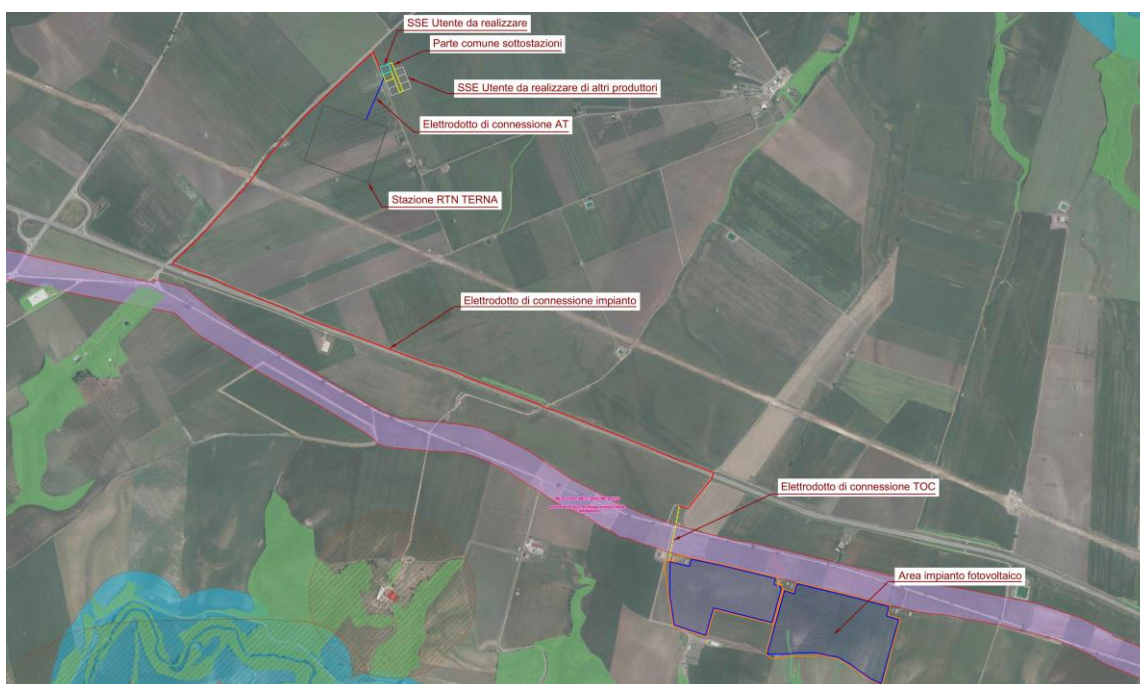 SSE Utente da realizzare
Parte comune sottostazioni
SSE Utente da realizzare di altri produttori
Elettrodotto di connessione AT
Stazione RTN TERNA
Elettrodotto di connessione impianto
Elettrodotto di connessione TOC
Area impianto fotovoltaico